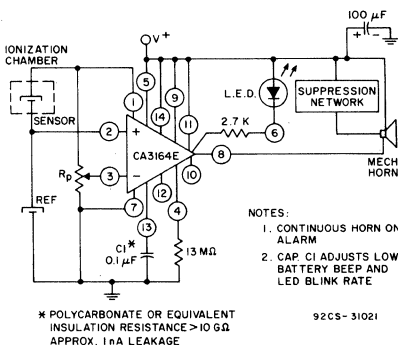 V+
100 µF
+ -
IONIZATION
CHAMBER
SENSOR
5
9
1
14
11
L.E.D.
SUPPRESSION
NETWORK
2.7 K
6
2
+
CA3164E
8
MECH
HORN
Rp
3
-
10
7
12
4
REF
13
C1*
0.1 µF
13 MΩ
NOTES:
1. CONTINUOUS HORN ON
ALARM
2. CAP. C1 ADJUSTS LOW
BATTERY BEEP AND
LED BLINK RATE
* POLYCARBONATE OR EQUIVALENT
INSULATION RESISTANCE >10 GΩ
APPROX. 1nA LEAKAGE
92CS-31021